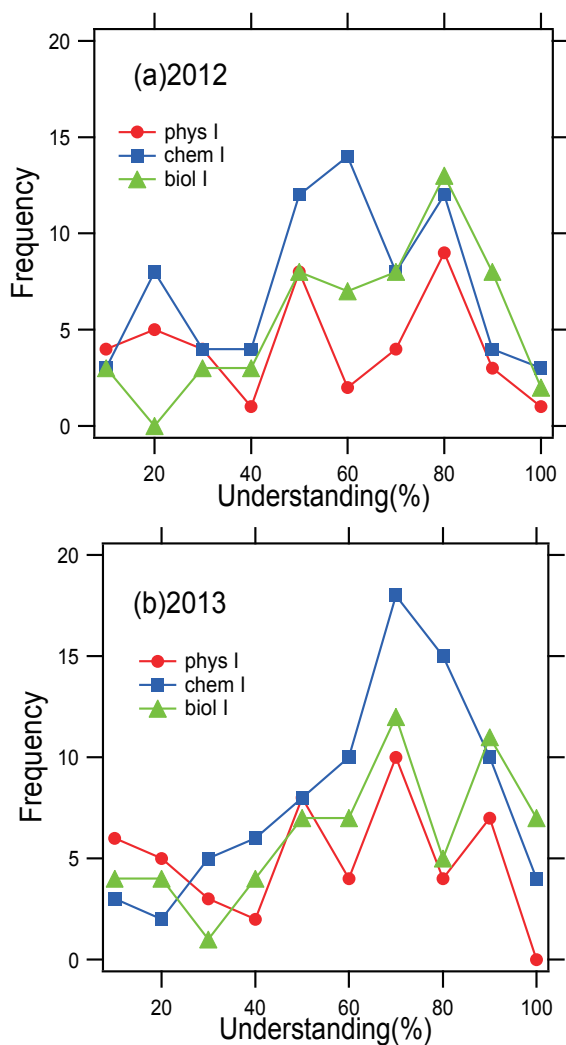 20
(a)2012
15
phys I
chem I
biol I
10
Frequency
5
0
20 40 60 80 100
Understanding(%)
20
(b)2013
15
phys I
chem I
biol I
10
Frequency
5
0
20 40 60 80 100
Understanding(%)